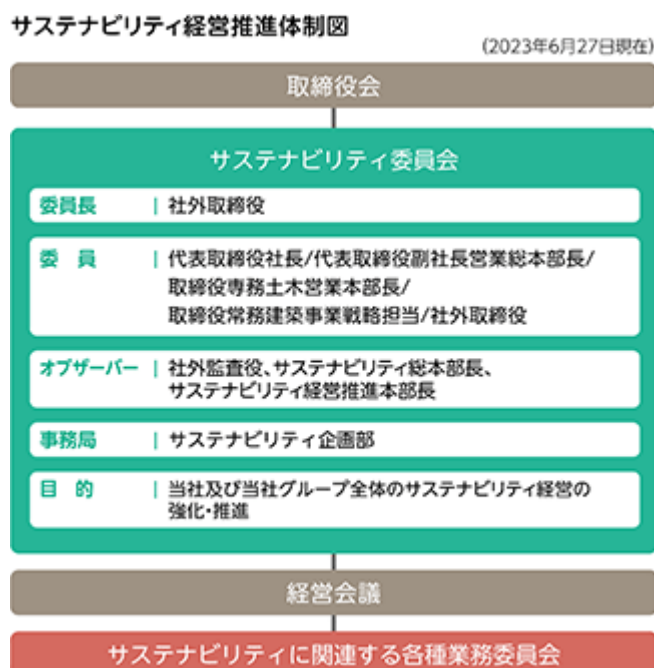 サステナビリティ経営推進体制図
(2023年6月27日現在)
取締役会
サステナビリティ委員会
委員長 | 社外取締役
委 員 | 代表取締役社長/代表取締役副社長営業総本部長/
取締役専務土木営業本部長/
取締役常務建築事業戦略担当/社外取締役
オブザーバー | 社外監査役、サステナビリティ総本部長、
サステナビリティ経営推進本部長
事務局 | サステナビリティ企画部
目 的 | 当社及び当社グループ全体のサステナビリティ経営の
強化・推進
経営会議
サステナビリティに関連する各種業務委員会